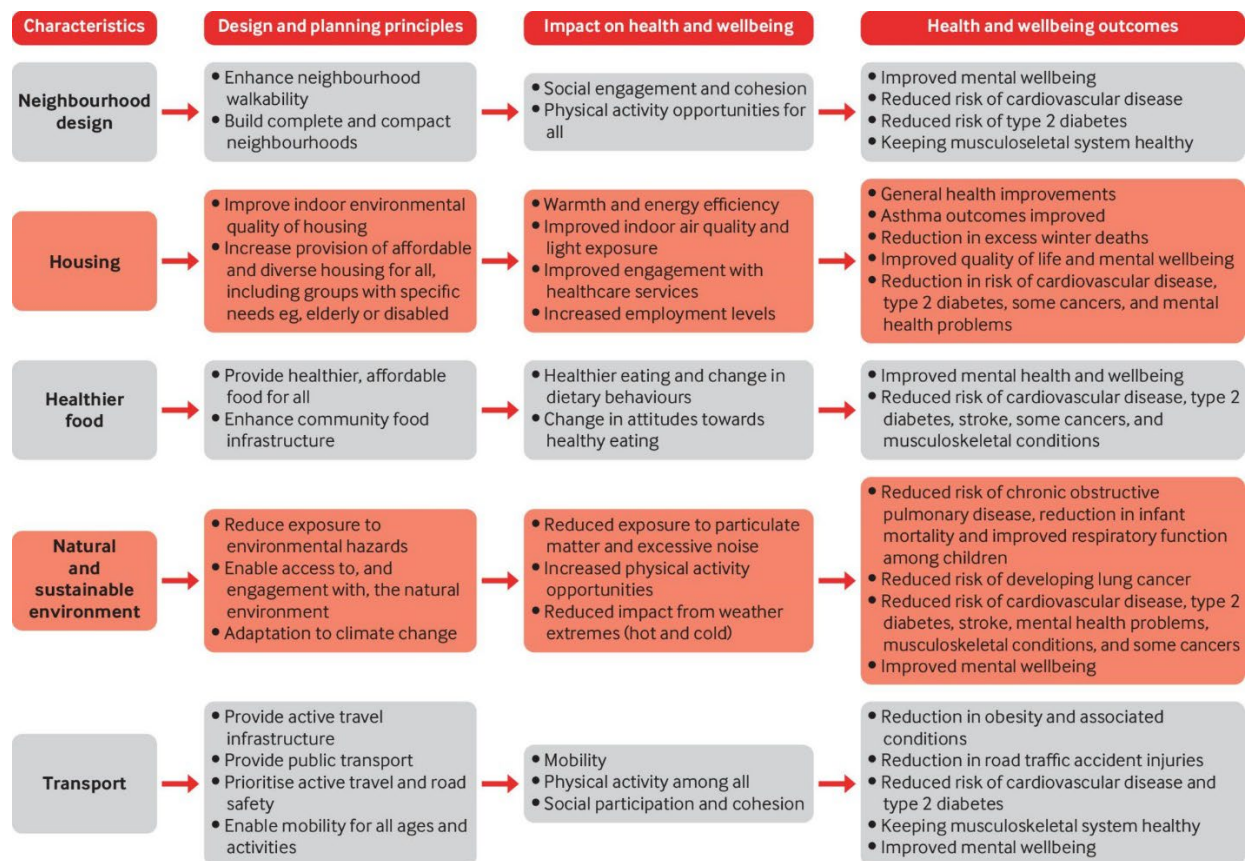 Characteristics
Design and planning principles
Impact on health and wellbeing
Health and wellbeing outcomes
Neighbourhood
design
• Enhance neighbourhood
walkability
• Build complete and compact
neighbourhoods
• Social engagement and cohesion
• Physical activity opportunities for
all
• Improved mental wellbeing
• Reduced risk of cardiovascular disease
• Reduced risk of type 2 diabetes
• Keeping musculoseletal system healthy
Housing
• Improve indoor environmental
quality of housing
• Increase provision of affordable
and diverse housing for all,
including groups with specific
needs eg, elderly or disabled
• Warmth and energy efficiency
• Improved indoor air quality and
light exposure
• Improved engagement with
healthcare services
• Increased employment levels
• General health improvements
• Asthma outcomes improved
• Reduction in excess winter deaths
• Improved quality of life and mental wellbeing
• Reduction in risk of cardiovascular disease,
type 2 diabetes, some cancers, and mental
health problems
Healthier
food
• Provide healthier, affordable
food for all
• Enhance community food
infrastructure
• Healthier eating and change in
dietary behaviours
• Change in attitudes towards
healthy eating
• Improved mental health and wellbeing
• Reduced risk of cardiovascular disease, type 2
diabetes, stroke, some cancers, and
musculoskeletal conditions
Natural
and
sustainable
environment
• Reduce exposure to
environmental hazards
• Enable access to, and
engagement with, the natural
environment
• Adaptation to climate change
• Reduced exposure to particulate
matter and excessive noise
• Increased physical activity
opportunities
• Reduced impact from weather
extremes (hot and cold)
• Reduced risk of chronic obstructive
pulmonary disease, reduction in infant
mortality and improved respiratory function
among children
• Reduced risk of developing lung cancer
• Reduced risk of cardiovascular disease, type 2
diabetes, stroke, mental health problems,
musculoskeletal conditions, and some cancers
• Improved mental wellbeing
Transport
• Provide active travel
infrastructure
• Provide public transport
• Prioritise active travel and road
safety
• Enable mobility for all ages and
activities
• Mobility
• Physical activity among all
• Social participation and cohesion
• Reduction in obesity and associated
conditions
• Reduction in road traffic accident injuries
• Reduced risk of cardiovascular disease and
type 2 diabetes
• Keeping musculoskeletal system healthy
• Improved mental wellbeing